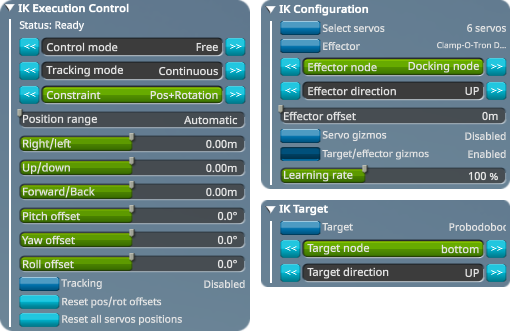 IK Execution Control
Status: Ready
<< Control mode Free >>
<< Tracking mode Continuous >>
<< Constraint Pos+Rotation >>
Position range Automatic
Right/left 0.00m
Up/down 0.00m
Forward/Back 0.00m
Pitch offset 0.0°
Yaw offset 0.0°
Roll offset 0.0°
Tracking Disabled
Reset pos/rot offsets
Reset all servos positions
IK Configuration
Select servos 6 servos
Effector Clamp-O-Tron D...
<< Effector node Docking node >>
<< Effector direction UP >>
Effector offset 0m
Servo gizmos Disabled
Target/effector gizmos Enabled
Learning rate 100 %
IK Target
Target Probodoboc
<< Target node bottom >>
<< Target direction UP >>